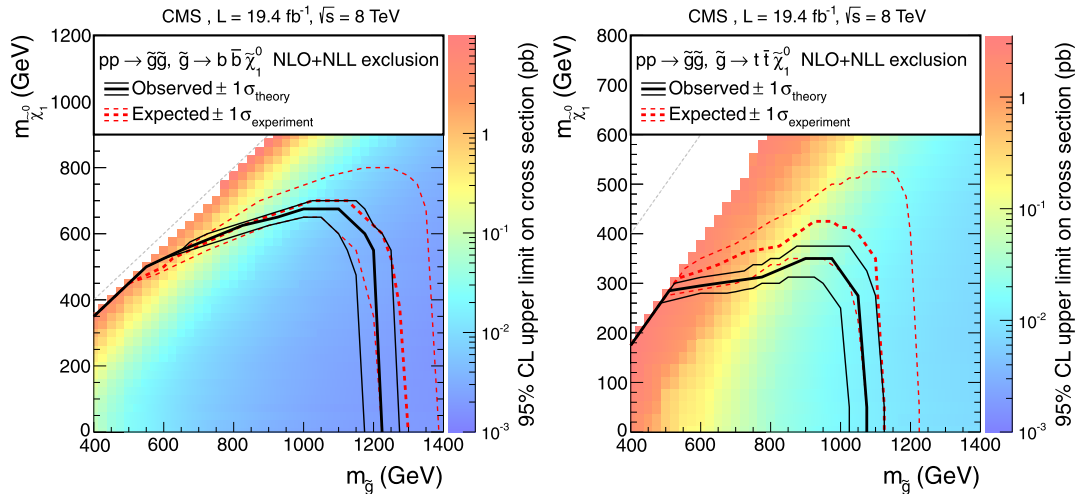 CMS , L = 19.4 fb⁻¹, √s = 8 TeV
pp → g̃g̃, g̃ → b b̄ χ̃⁰₁ NLO+NLL exclusion
Observed ± 1 σtheory
Expected ± 1 σexperiment
mχ̃⁰₁ (GeV)
1200
1000
800
600
400
200
0
400 600 800 1000 1200 1400
mg̃ (GeV)
1
10⁻¹
10⁻²
10⁻³
95% CL upper limit on cross section (pb)
CMS , L = 19.4 fb⁻¹, √s = 8 TeV
pp → g̃g̃, g̃ → t t̄ χ̃⁰₁ NLO+NLL exclusion
Observed ± 1 σtheory
Expected ± 1 σexperiment
mχ̃⁰₁ (GeV)
800
700
600
500
400
300
200
100
0
400 600 800 1000 1200 1400
mg̃ (GeV)
1
10⁻¹
10⁻²
10⁻³
95% CL upper limit on cross section (pb)